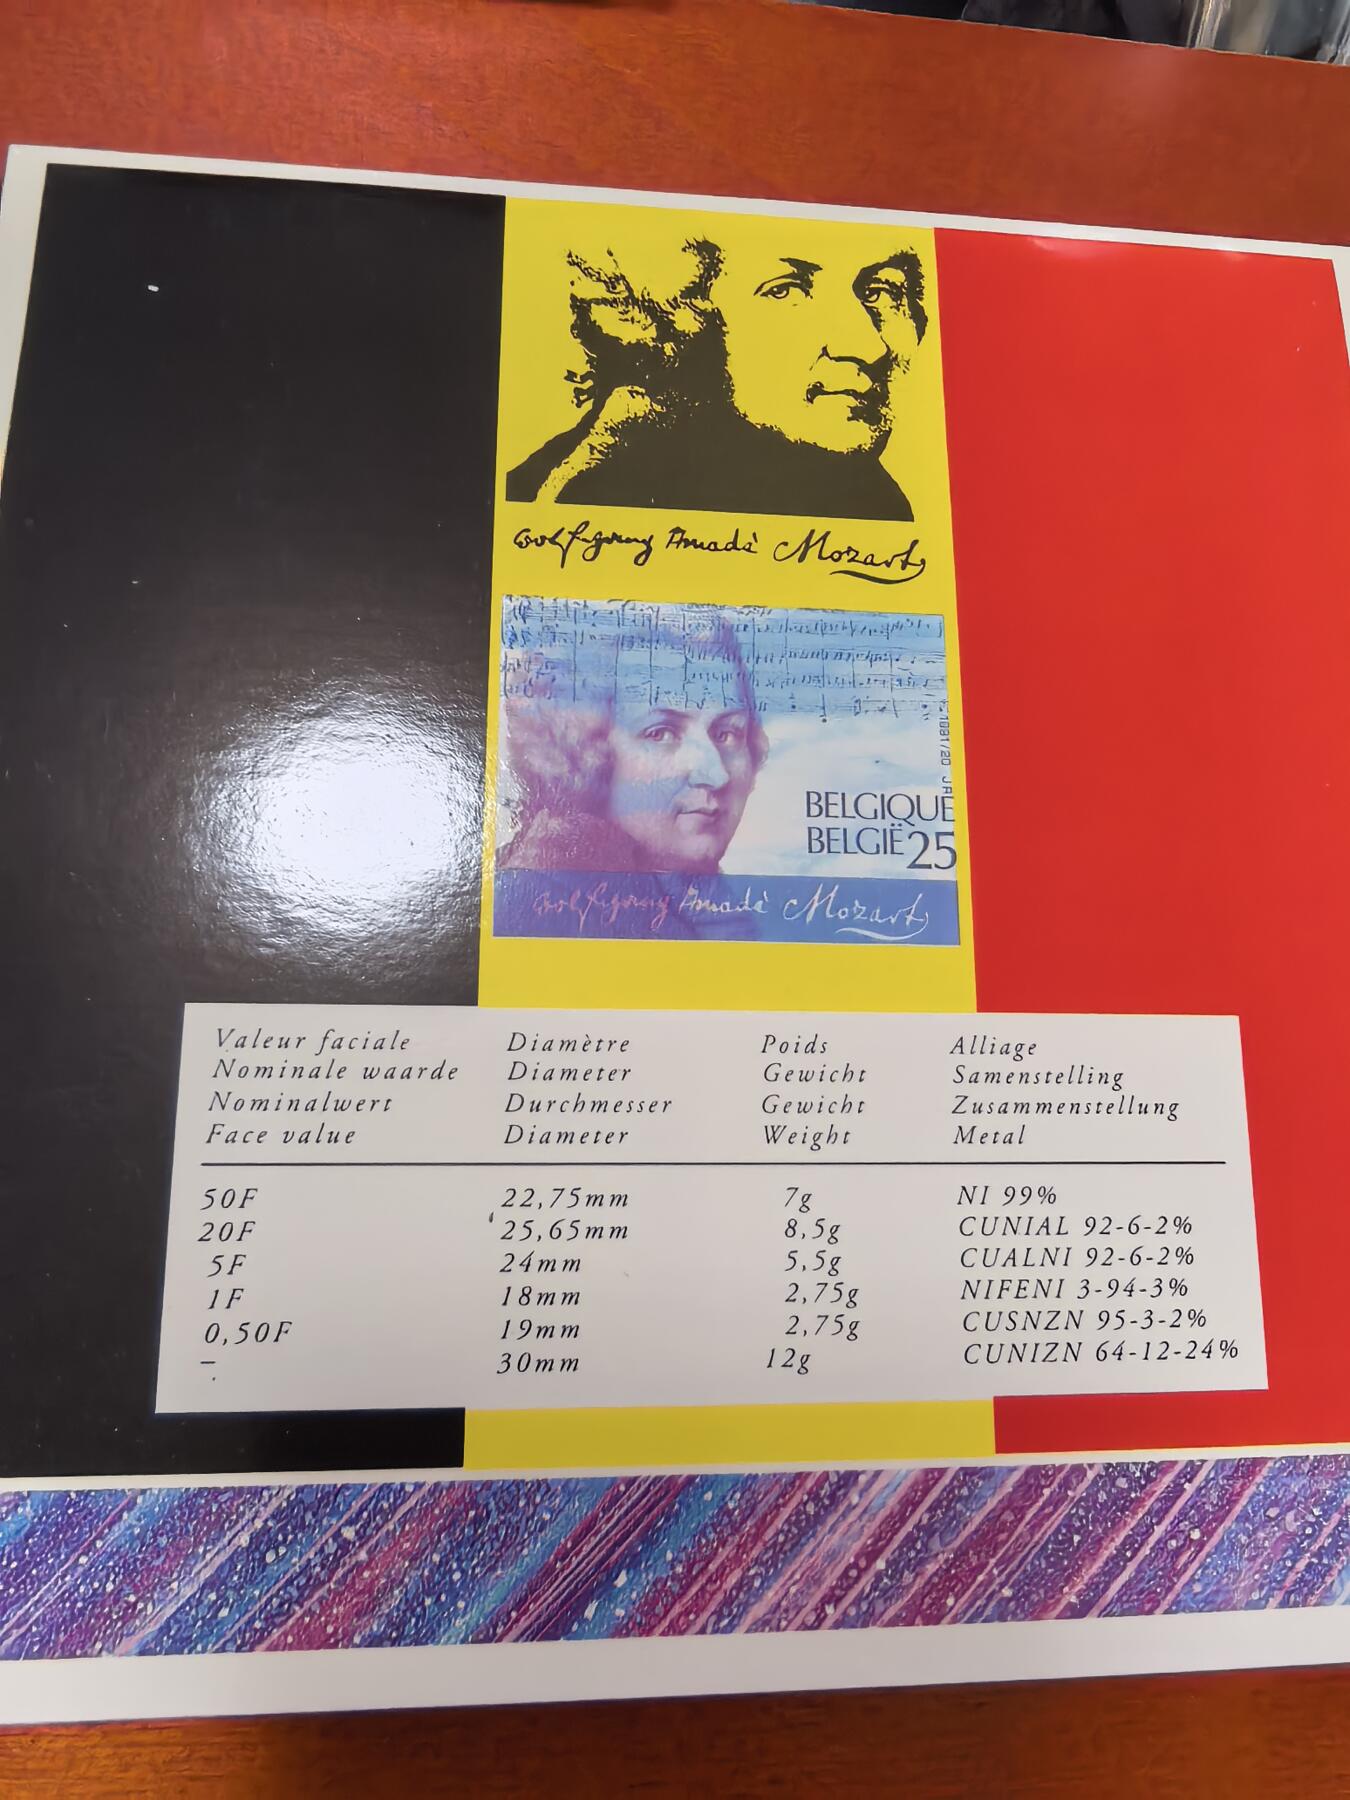 Wolfgang Amadè Mozart
BELGIQUE
BELGIË 25
Wolfgang Amadè Mozart
Valeur faciale Diamètre Poids Alliage
Nominale waarde Diameter Gewicht Samenstelling
Nominalwert Durchmesser Gewicht Zusammenstellung
Face value Diameter Weight Metal
50F 22,75mm 7g NI 99%
20F 25,65mm 8,5g CUNIAL 92-6-2%
5F 24mm 5,5g CUALNI 92-6-2%
1F 18mm 2,75g NIFENI 3-94-3%
0,50F 19mm 2,75g CUSNZN 95-3-2%
– 30mm 12g CUNIZN 64-12-24%